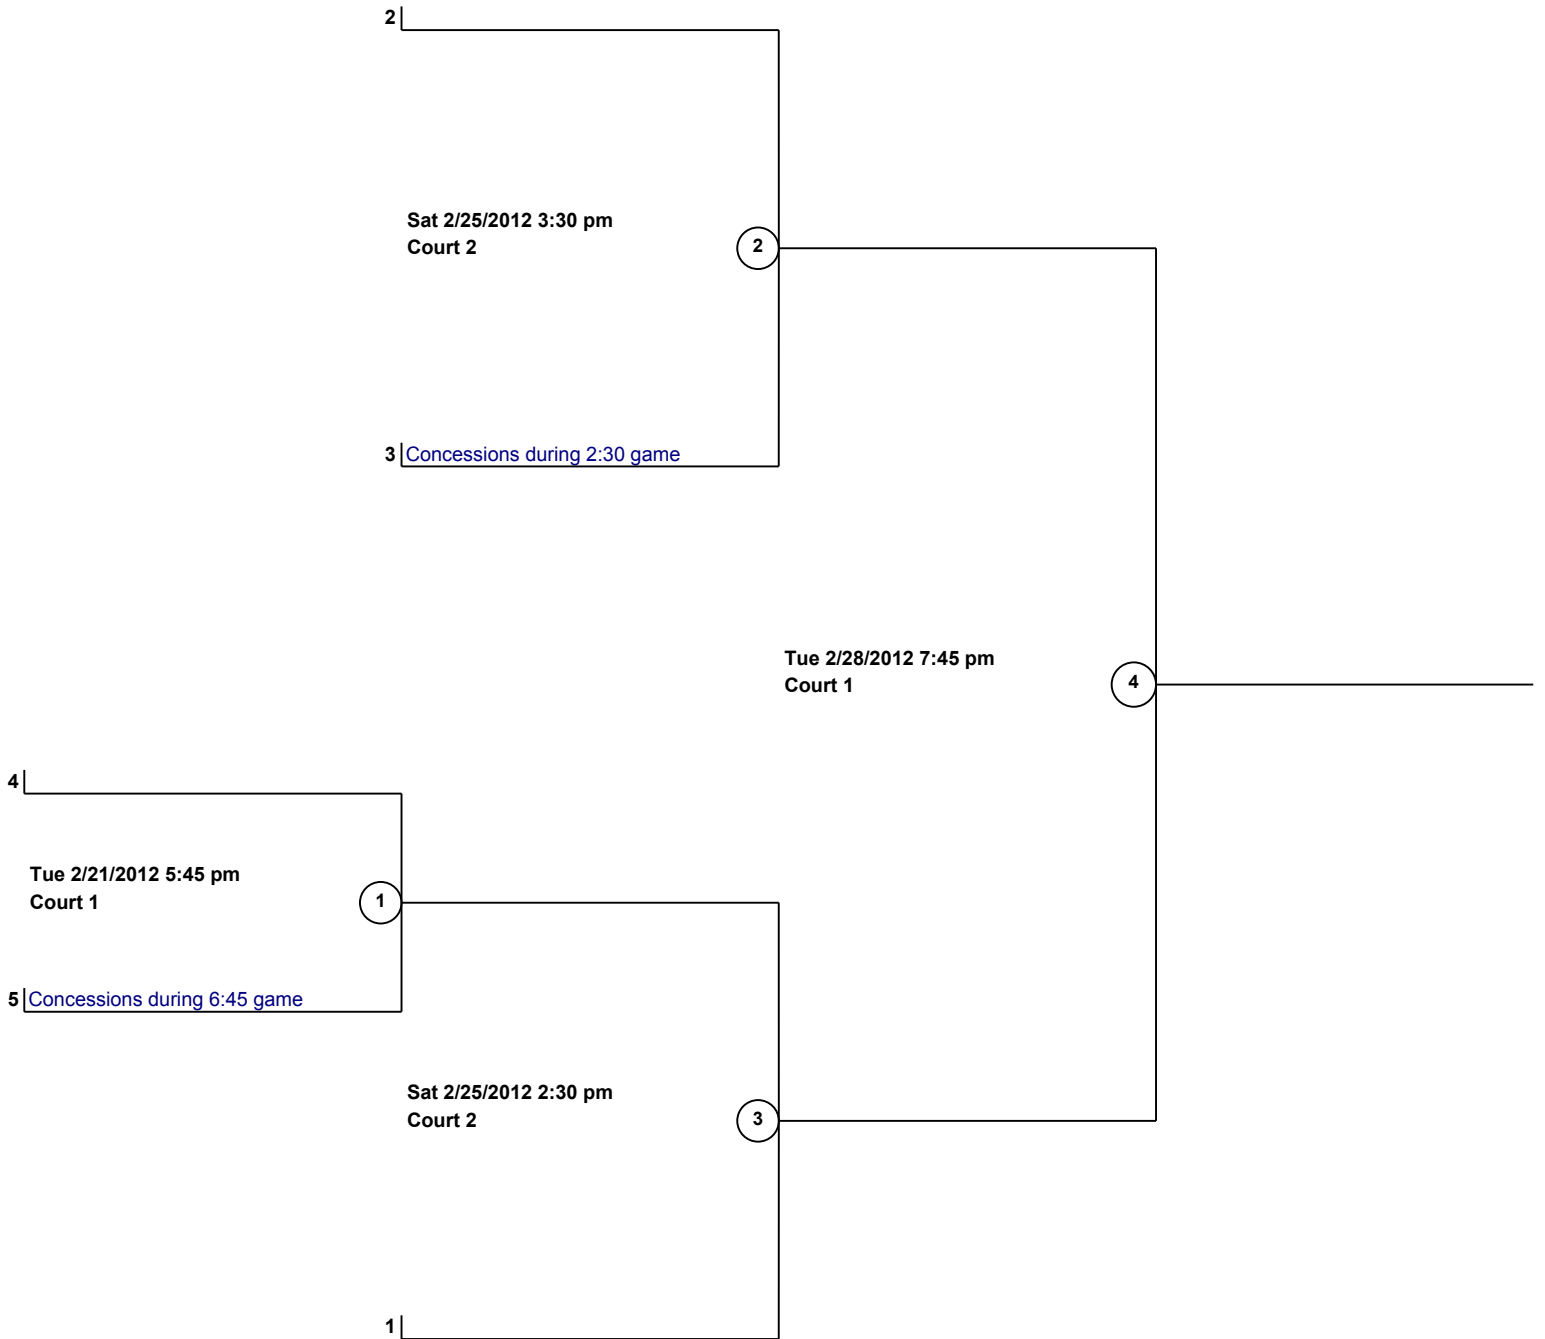 2
Sat 2/25/2012 3:30 pm
Court 2
2
3 Concessions during 2:30 game
Tue 2/28/2012 7:45 pm
Court 1
4
4
Tue 2/21/2012 5:45 pm
Court 1
1
5 Concessions during 6:45 game
Sat 2/25/2012 2:30 pm
Court 2
3
1